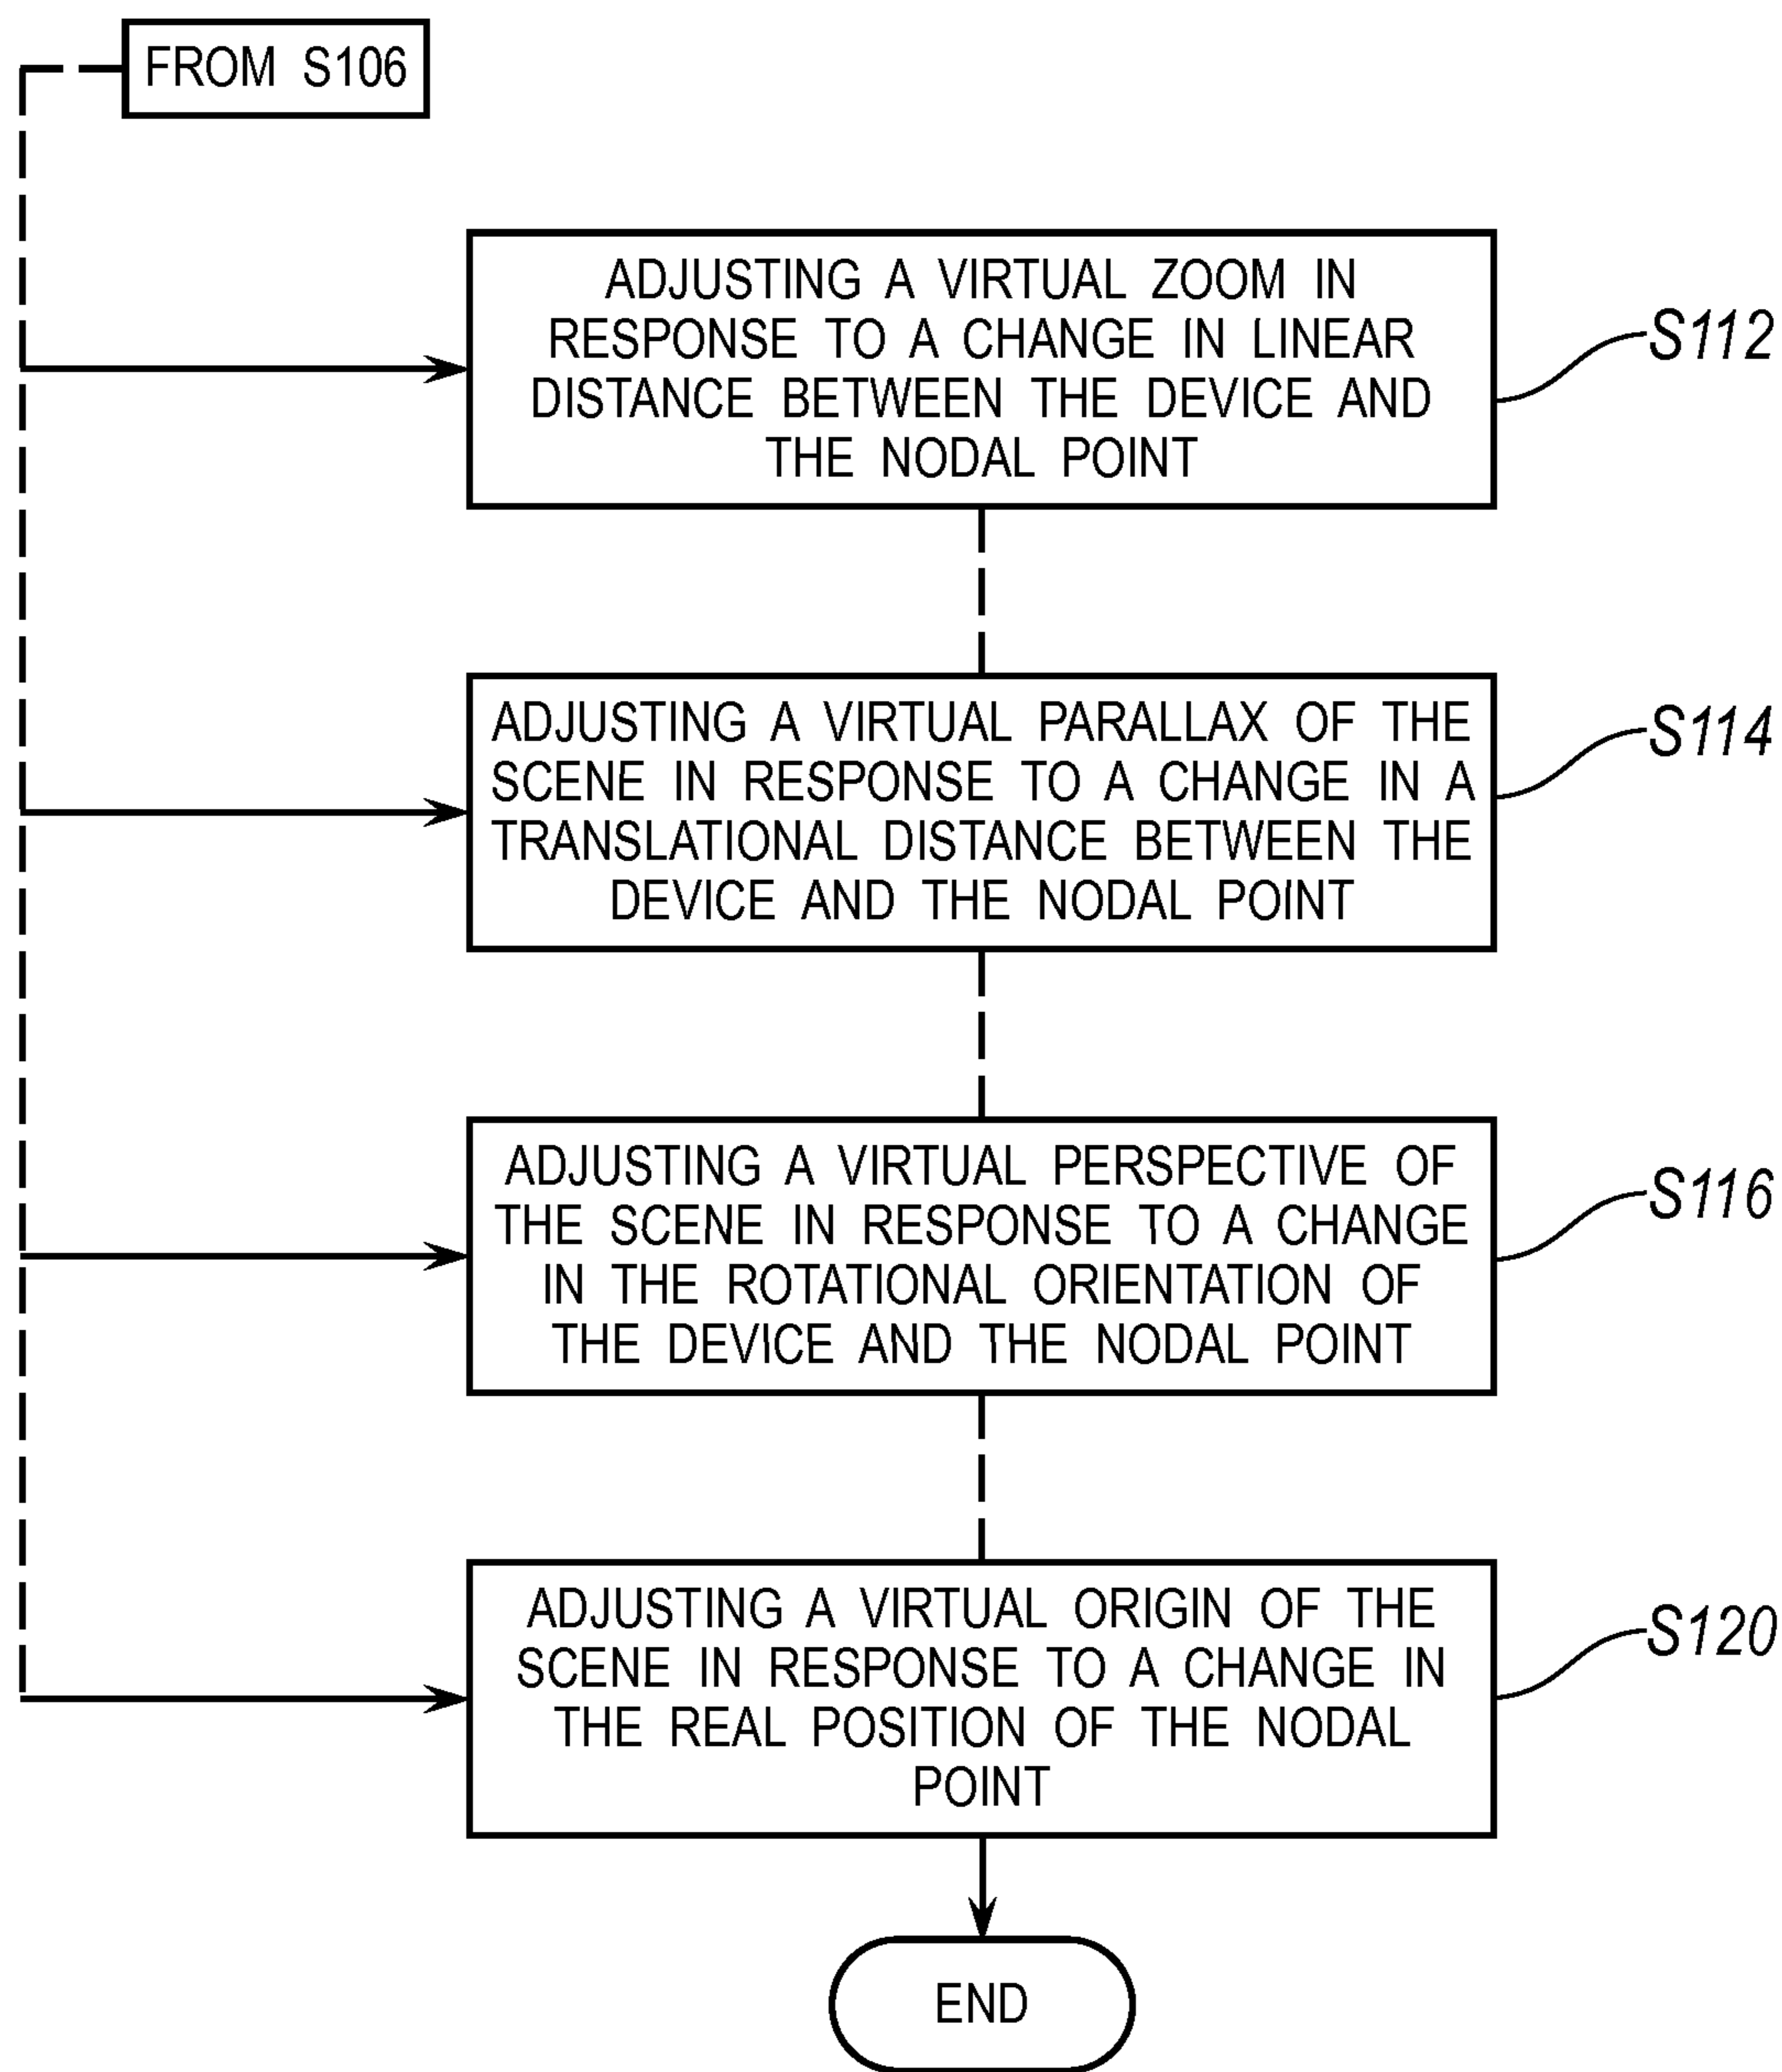 FROM S106
ADJUSTING A VIRTUAL ZOOM IN
RESPONSE TO A CHANGE IN LINEAR
DISTANCE BETWEEN THE DEVICE AND
THE NODAL POINT
S112
ADJUSTING A VIRTUAL PARALLAX OF THE
SCENE IN RESPONSE TO A CHANGE IN A
TRANSLATIONAL DISTANCE BETWEEN THE
DEVICE AND THE NODAL POINT
S114
ADJUSTING A VIRTUAL PERSPECTIVE OF
THE SCENE IN RESPONSE TO A CHANGE
IN THE ROTATIONAL ORIENTATION OF
THE DEVICE AND THE NODAL POINT
S116
ADJUSTING A VIRTUAL ORIGIN OF THE
SCENE IN RESPONSE TO A CHANGE IN
THE REAL POSITION OF THE NODAL
POINT
S120
END